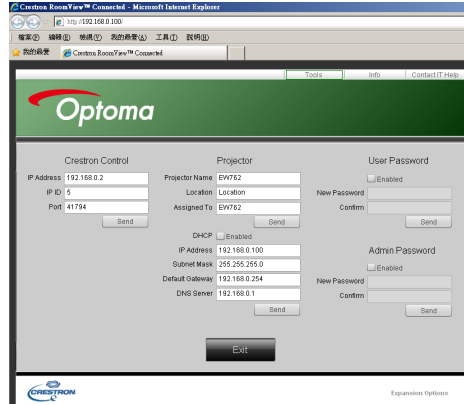 Crestron RoomView™ Connected - Microsoft Internet Explorer
http://192.168.0.100/
檔案(F) 編輯(E) 檢視(V) 我的最愛(A) 工具(T) 說明(H)
我的最愛 Crestron RoomView™ Connected
Tools Info Contact IT Help
Optoma
Crestron Control
IP Address 192.168.0.2
IP ID 5
Port 41794
Send
Projector
Projector Name EW762
Location Location
Assigned To EW762
Send
DHCP Enabled
IP Address 192.168.0.100
Subnet Mask 255.255.255.0
Default Gateway 192.168.0.254
DNS Server 192.168.0.1
Send
User Password
Enabled
New Password
Confirm
Send
Admin Password
Enabled
New Password
Confirm
Send
Exit
CRESTRON
Expansion Options